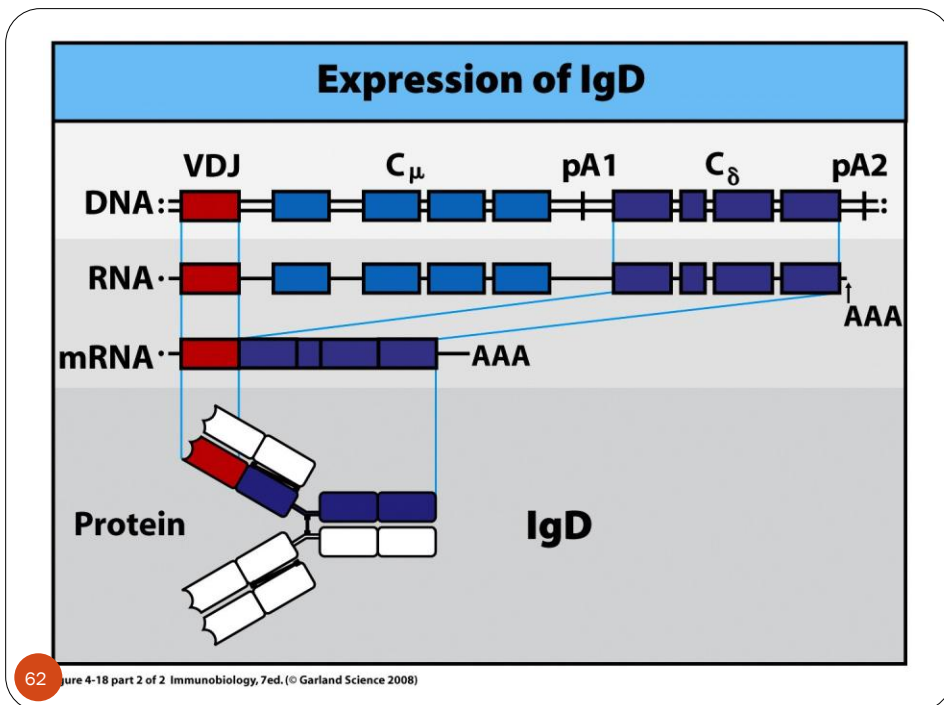 Expression of IgD
VDJ Cμ pA1 Cδ pA2
DNA
RNA
AAA
mRNA AAA
Protein IgD
62 gure 4-18 part 2 of 2 Immunobiology, 7ed. (© Garland Science 2008)